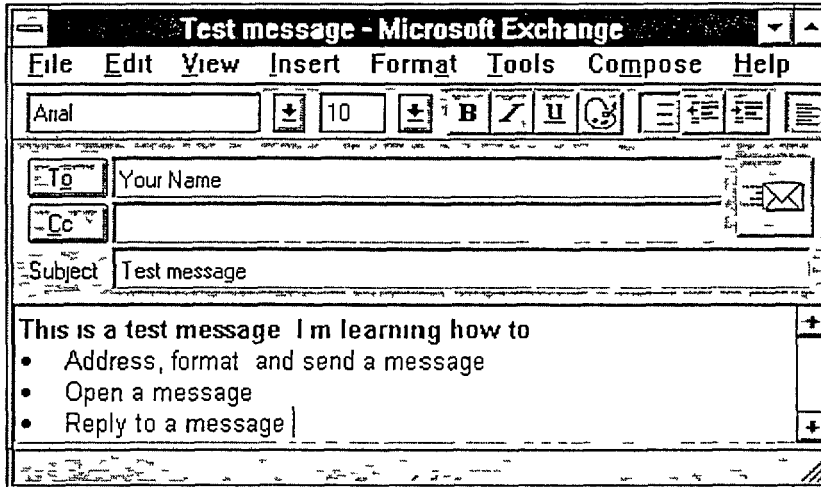 Test message - Microsoft Exchange
File Edit View Insert Format Tools Compose Help
Arial 10 B I U
To Your Name
Cc
Subject Test message
This is a test message I m learning how to
• Address, format and send a message
• Open a message
• Reply to a message